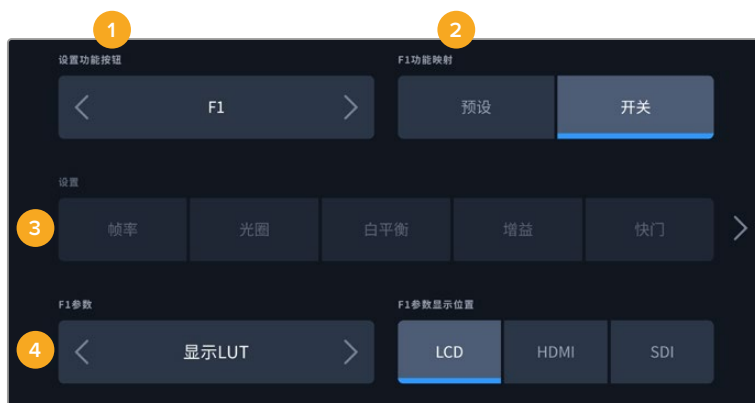 1
2
设置功能按钮
F1功能映射
F1
预设
开关
设置
3
帧率
光圈
白平衡
增益
快门
F1参数
F1参数显示位置
4
显示LUT
LCD
HDMI
SDI